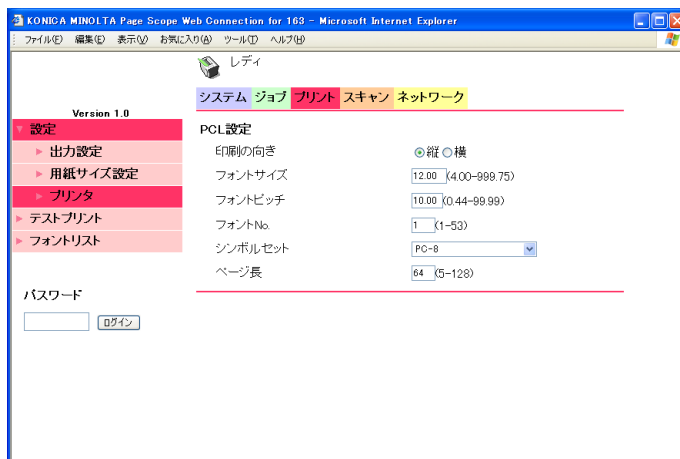 KONICA MINOLTA Page Scope Web Connection for 163 - Microsoft Internet Explorer
ファイル(F) 編集(E) 表示(V) お気に入り(A) ツール(T) ヘルプ(H)
レディ
システム ジョブ プリント スキャン ネットワーク
Version 1.0
設定
出力設定
用紙サイズ設定
プリンタ
テストプリント
フォントリスト
パスワード
ログイン
PCL設定
印刷の向き 縦 横
フォントサイズ 12.00 (4.00-999.75)
フォントピッチ 10.00 (0.44-99.99)
フォントNo. 1 (1-53)
シンボルセット PC-8
ページ長 64 (5-128)